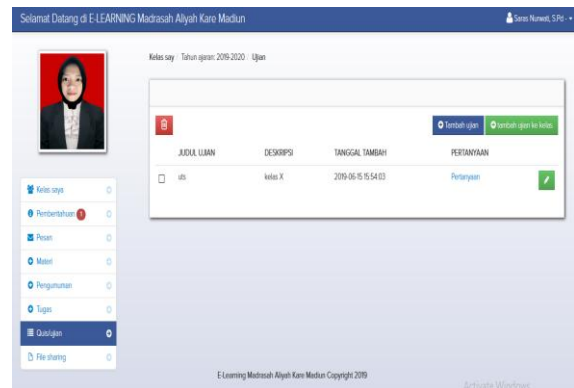 Selamat Datang di E-LEARNING Madrasah Aliyah Kare Madiun
Saras Nurwati, S.Pd -
Kelas say / Tahun ajaran: 2019-2020 / Ujian
Tambah ujian
tambah ujian ke kelas
JUDUL UJIAN DESKRIPSI TANGGAL TAMBAH PERTANYAAN
uts kelas X 2019-06-15 15:54:03 Pertanyaan
Kelas saya
Pemberitahuan 1
Pesan
Materi
Pengumuman
Tugas
Quis/ujian
File sharing
E-Learning Madrasah Aliyah Kare Madiun Copyright 2019
Activate Windows